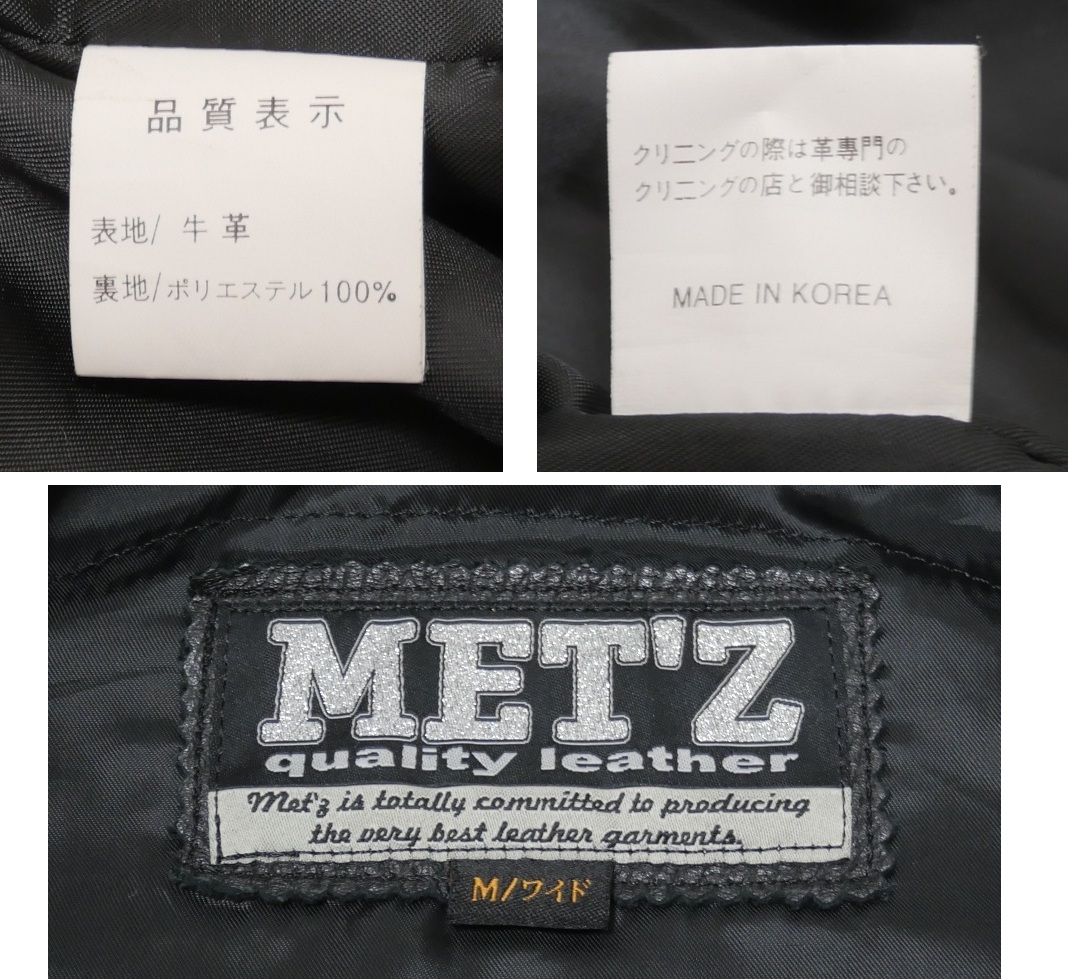 品質表示
表地/ 牛革
裏地/ポリエステル100%
クリニングの際は革専門の
クリニングの店と御相談下さい。
MADE IN KOREA
MET'Z
quality leather
Met'z is totally committed to producing
the very best leather garments.
M/ワイド